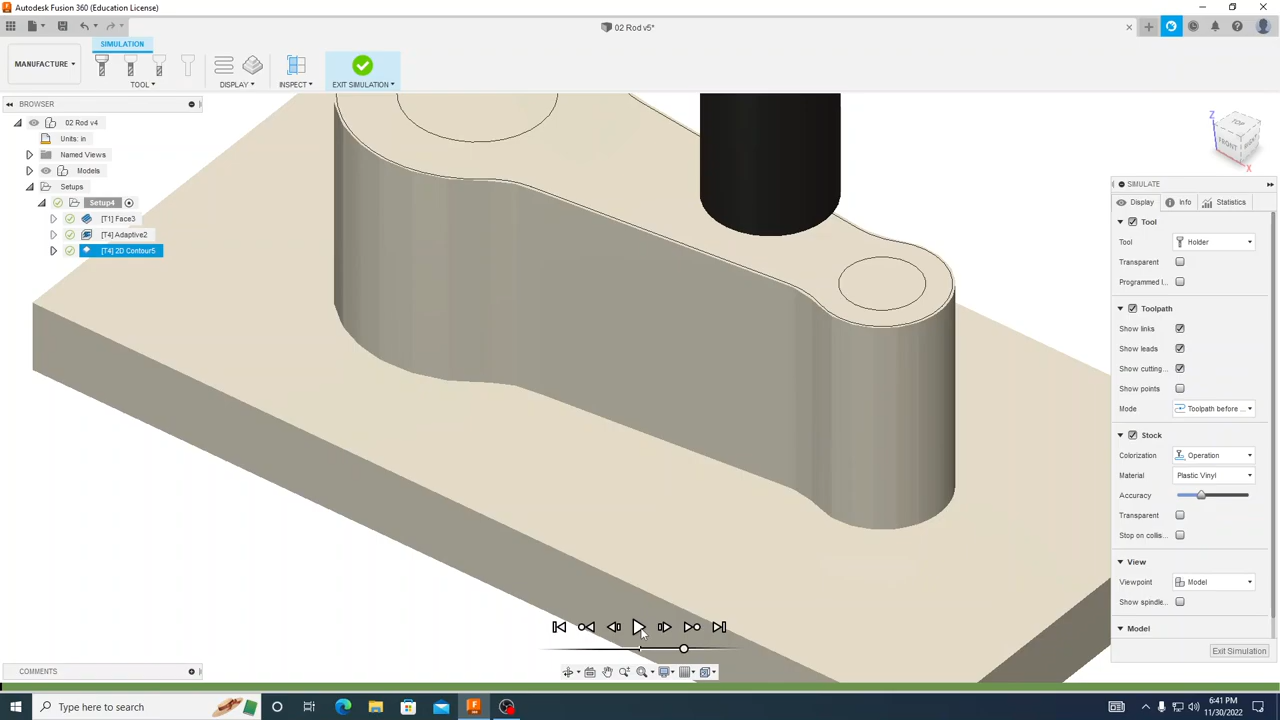 Autodesk Fusion 360 (Education License)
02 Rod v5*
SIMULATION
MANUFACTURE
TOOL
DISPLAY
INSPECT
EXIT SIMULATION
BROWSER
02 Rod v4
Units: in
Named Views
Models
Setups
Setup4
[T1] Face3
[T4] Adaptive2
[T4] 2D Contour5
Z
TOP
FRONT
RIGHT
X
SIMULATE
Display
Info
Statistics
Tool
Tool
Holder
Transparent
Programmed l...
Toolpath
Show links
Show leads
Show cutting...
Show points
Mode
Toolpath before ...
Stock
Colorization
Operation
Material
Plastic Vinyl
Accuracy
Transparent
Stop on collis...
View
Viewpoint
Model
Show spindle...
Model
Exit Simulation
COMMENTS
Type here to search
6:41 PM
11/30/2022